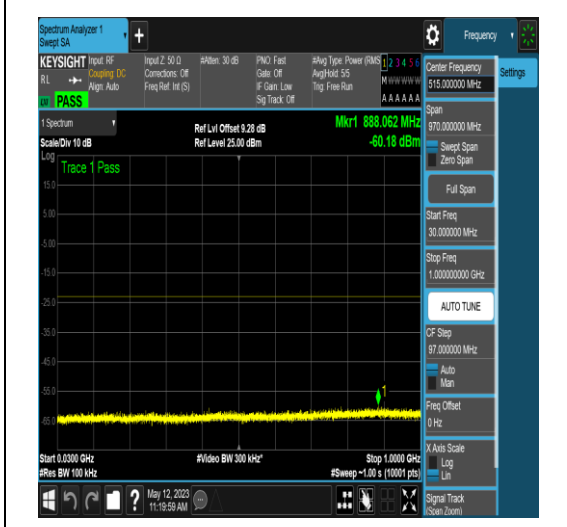 Spectrum Analyzer 1
Swept SA
+
Frequency
KEYSIGHT
Input: RF
Coupling: DC
Align: Auto
Input Z: 50 Ω
Corrections: Off
Freq Ref: Int (S)
#Atten: 30 dB
PNO: Fast
Gate: Off
IF Gain: Low
Sig Track: Off
#Avg Type: Power (RMS
Avg|Hold: 5/5
Trig: Free Run
1 2 3 4 5 6
M W W W W W
A A A A A A
RL
PASS
1 Spectrum
Scale/Div 10 dB
Ref Lvl Offset 9.28 dB
Ref Level 25.00 dBm
Mkr1 888.062 MHz
-60.18 dBm
Log
Trace 1 Pass
15.0
5.00
-5.00
-15.0
-25.0
-35.0
-45.0
-55.0
-65.0
1
Start 0.0300 GHz
#Res BW 100 kHz
#Video BW 300 kHz*
Stop 1.0000 GHz
#Sweep ~1.00 s (10001 pts)
Center Frequency
515.000000 MHz
Settings
Span
970.000000 MHz
Swept Span
Zero Span
Full Span
Start Freq
30.000000 MHz
Stop Freq
1.000000000 GHz
AUTO TUNE
CF Step
97.000000 MHz
Auto
Man
Freq Offset
0 Hz
X Axis Scale
Log
Lin
Signal Track
(Span Zoom)
?
May 12, 2023
11:19:59 AM